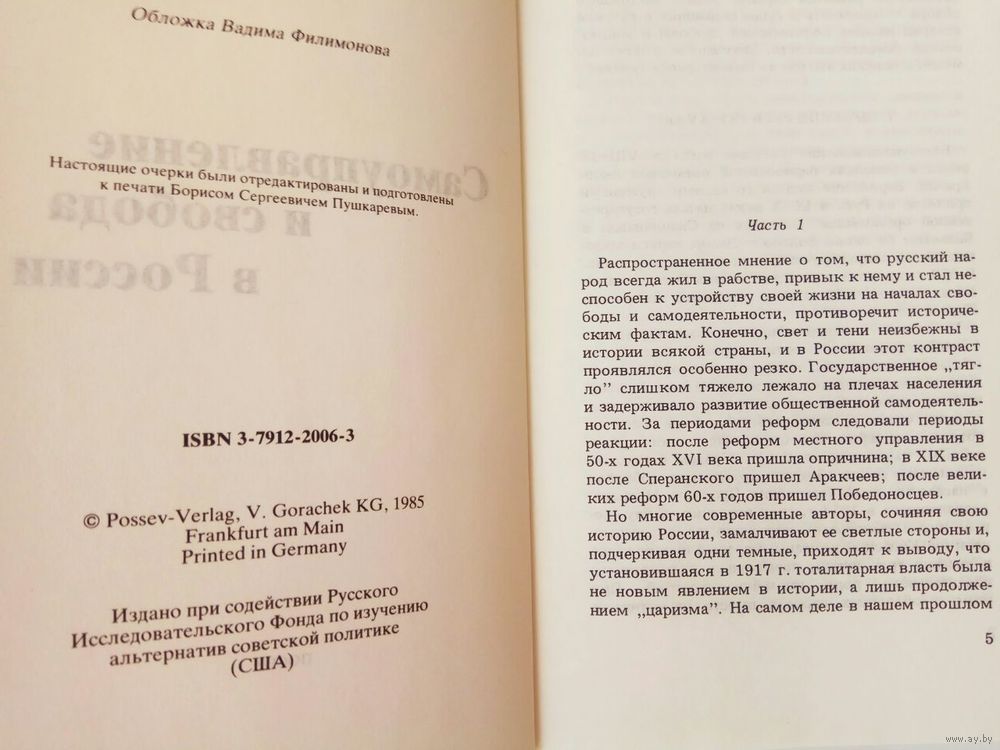 Обложка Вадима Филимонова
Самоуправление
и свобода
в России
Настоящие очерки были отредактированы и подготовлены
к печати Борисом Сергеевичем Пушкаревым.
ISBN 3-7912-2006-3
© Possev-Verlag, V. Gorachek KG, 1985
Frankfurt am Main
Printed in Germany
Издано при содействии Русского
Исследовательского Фонда по изучению
альтернатив советской политике
(США)
Часть 1
Распространенное мнение о том, что русский на-
род всегда жил в рабстве, привык к нему и стал не-
способен к устройству своей жизни на началах сво-
боды и самодеятельности, противоречит историче-
ским фактам. Конечно, свет и тени неизбежны в
истории всякой страны, и в России этот контраст
проявлялся особенно резко. Государственное „тяг-
ло” слишком тяжело лежало на плечах населения
и задерживало развитие общественной самодеятель-
ности. За периодами реформ следовали периоды
реакции: после реформ местного управления в
50-х годах XVI века пришла опричнина; в XIX веке
после Сперанского пришел Аракчеев; после вели-
ких реформ 60-х годов пришел Победоносцев.
Но многие современные авторы, сочиняя свою
историю России, замалчивают ее светлые стороны и,
подчеркивая одни темные, приходят к выводу, что
установившаяся в 1917 г. тоталитарная власть была
не новым явлением в истории, а лишь продолже-
нием „царизма”. На самом деле в нашем прошлом
5
www.ay.by